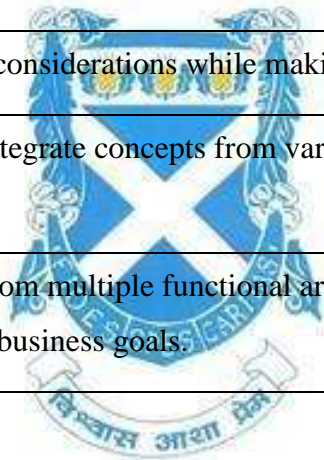 considerations while maki
tegrate concepts from var
om multiple functional ar
business goals.
विश्वास आशा प्रेम